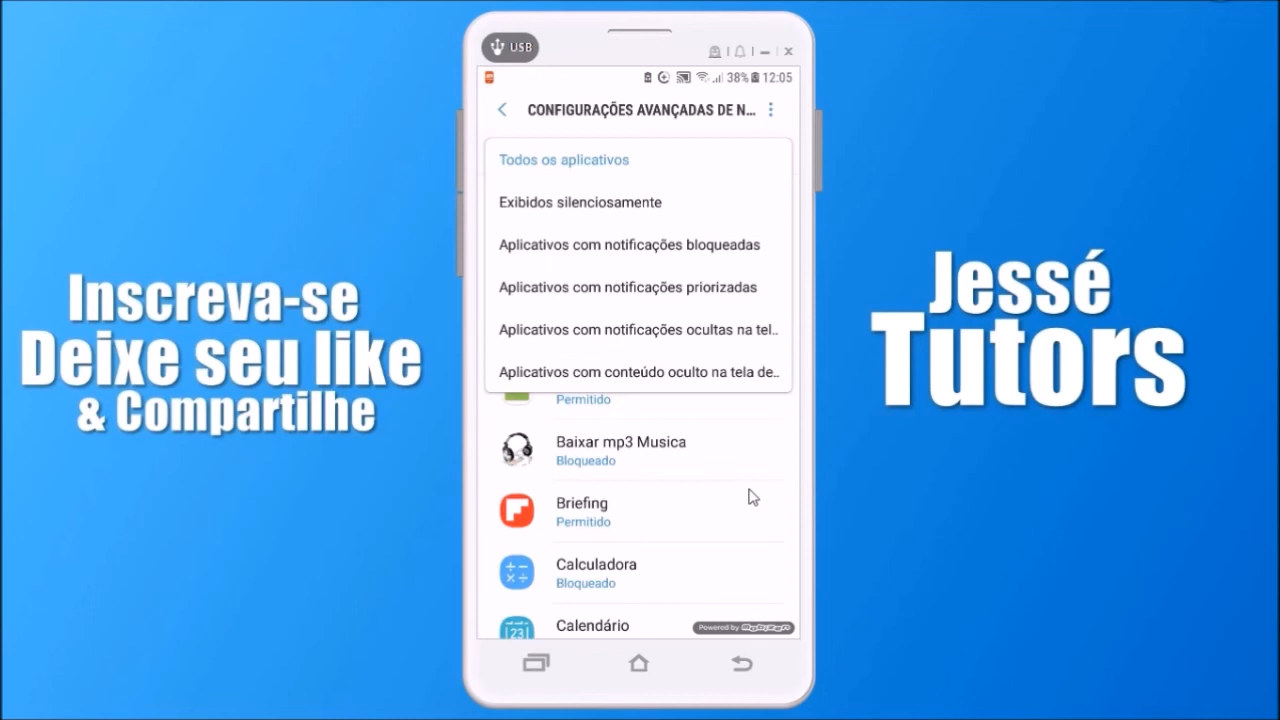 USB
38% 12:05
CONFIGURAÇÕES AVANÇADAS DE N...
Todos os aplicativos
Exibidos silenciosamente
Aplicativos com notificações bloqueadas
Aplicativos com notificações priorizadas
Aplicativos com notificações ocultas na tel..
Aplicativos com conteúdo oculto na tela de..
Permitido
Baixar mp3 Musica
Bloqueado
Briefing
Permitido
Calculadora
Bloqueado
Calendário
23
Powered by Mobizen
Inscreva-se
Deixe seu like
& Compartilhe
Jessé
Tutors